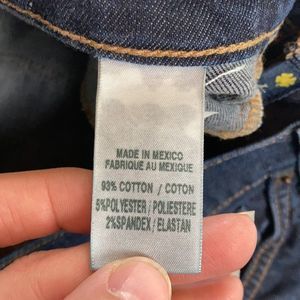 MADE IN MEXICO
FABRIQUE AU MEXIQUE
93% COTTON / COTON
5%POLYESTER / POLIESTERE
2%SPANDEX / ELASTAN